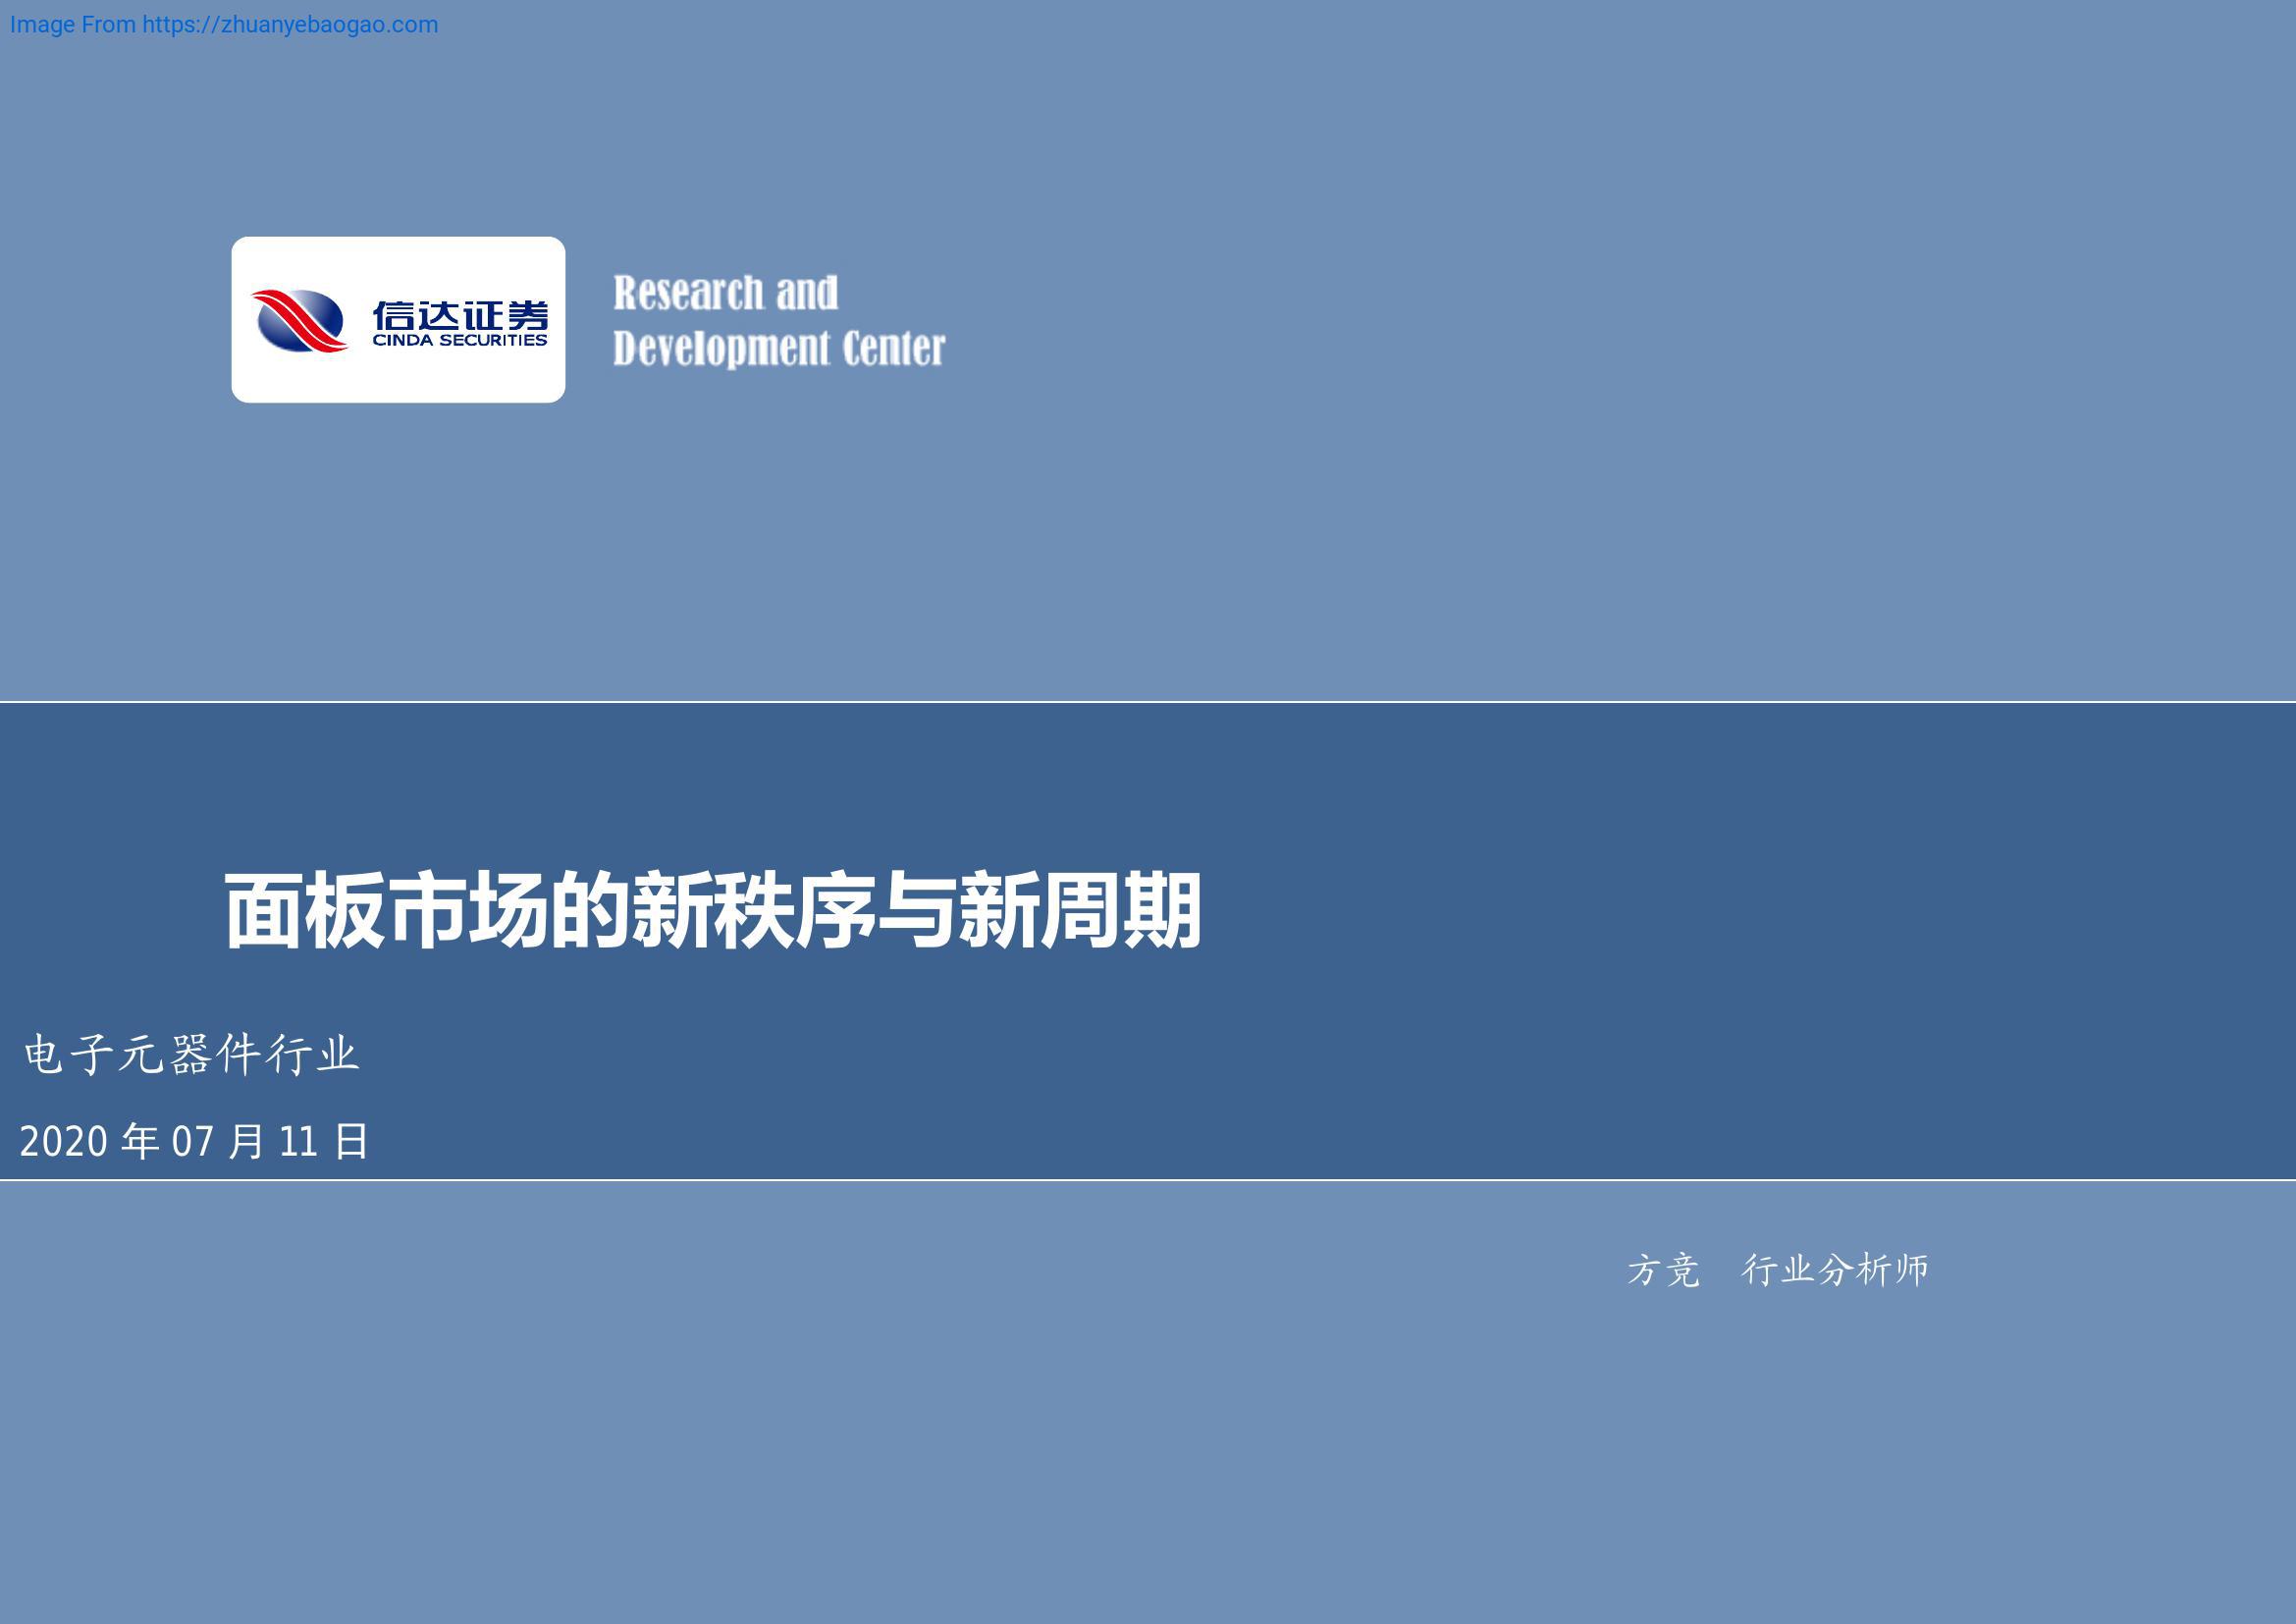 Image From https://zhuanyebaogao.com
信达证券
CINDA SECURITIES
Research and
Development Center
面板市场的新秩序与新周期
电子元器件行业
2020 年 07 月 11 日
方竞 行业分析师